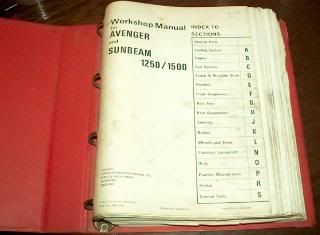 Workshop Manual
for
AVENGER
and
SUNBEAM
1250/1500
INDEX TO
SECTIONS
General Data
Cooling System A
Engine B
Fuel System C
Clutch & Propeller Shaft D
Gearbox E
Front Suspension F
Rear Axle G
Rear Suspension H
Steering J
Brakes K
Wheels and Tyres L
Electrical Equipment N
Body O
Routine Maintenance P
Heater R
Special Tools S